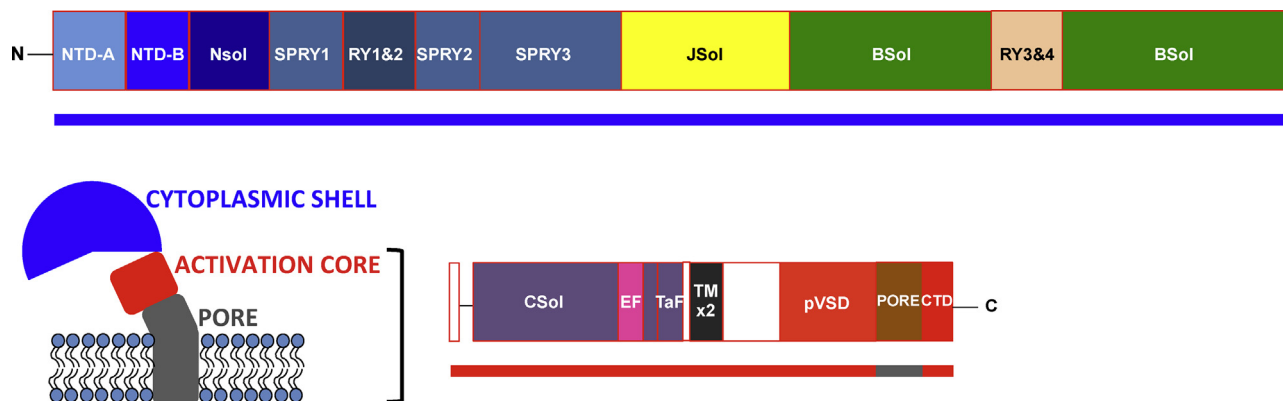 N NTD-A NTD-B Nsol SPRY1 RY1&2 SPRY2 SPRY3 JSol BSol RY3&4 BSol
CYTOPLASMIC SHELL
ACTIVATION CORE
PORE
CSol EF TaF TM x2 pVSD PORE CTD C